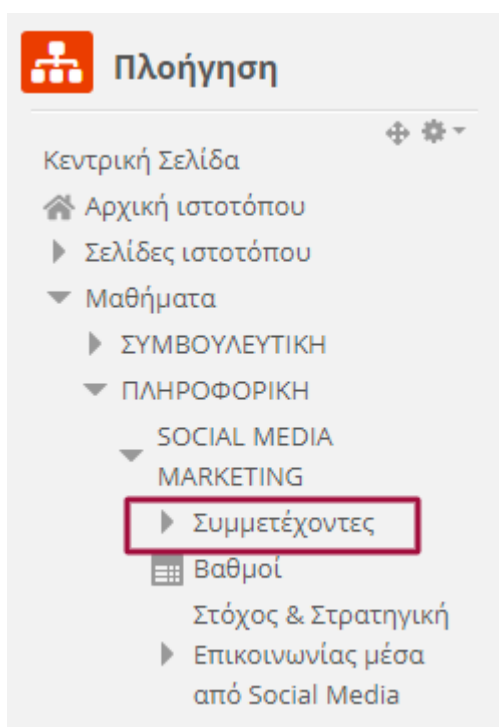 Πλοήγηση
Κεντρική Σελίδα
Αρχική ιστοτόπου
Σελίδες ιστοτόπου
Μαθήματα
ΣΥΜΒΟΥΛΕΥΤΙΚΗ
ΠΛΗΡΟΦΟΡΙΚΗ
SOCIAL MEDIA
MARKETING
Συμμετέχοντες
Βαθμοί
Στόχος & Στρατηγική
Επικοινωνίας μέσα
από Social Media